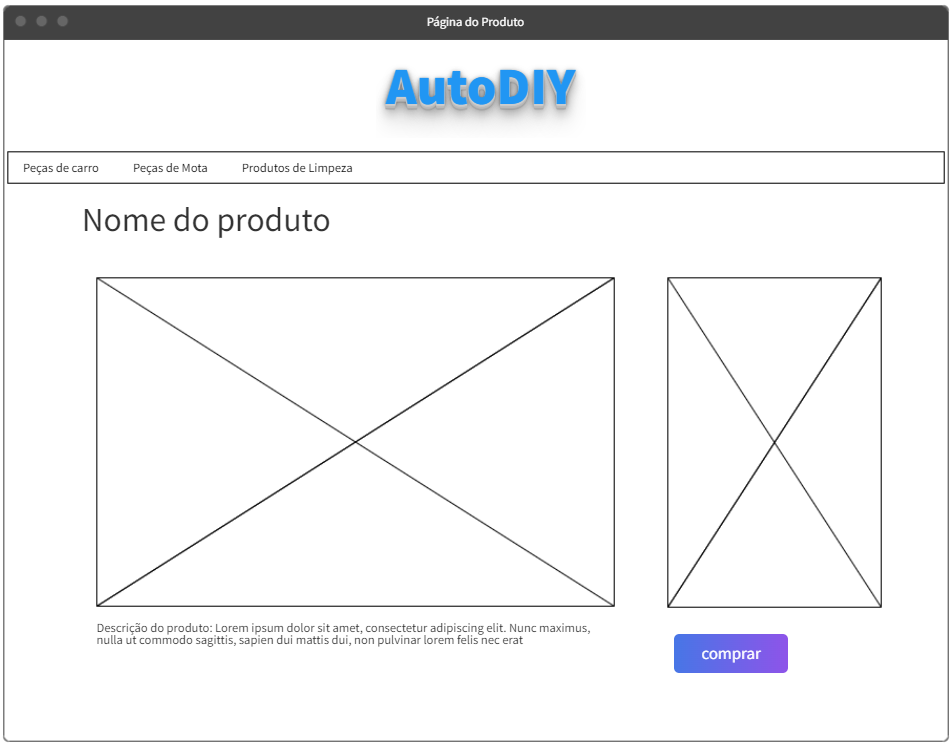 Página do Produto
AutoDIY
Peças de carro Peças de Mota Produtos de Limpeza
Nome do produto
Descrição do produto: Lorem ipsum dolor sit amet, consectetur adipiscing elit. Nunc maximus,
nulla ut commodo sagittis, sapien dui mattis dui, non pulvinar lorem felis nec erat
comprar